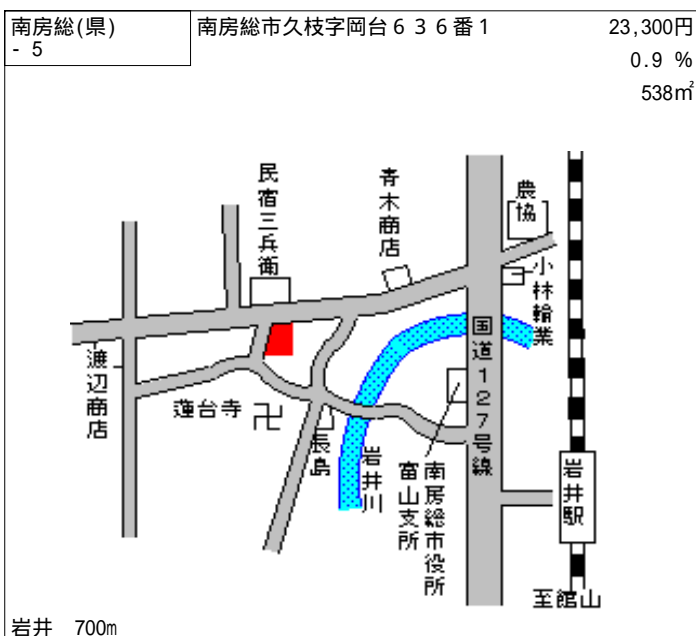 南房総(県)
- 5
南房総市久枝字岡台６３６番１
23,300円
0.9 %
538㎡
民宿三兵衛
青木商店
農協
小林輪業
国道127号線
渡辺商店
蓮台寺
長島
岩井川
南房総市役所
富山支所
岩井駅
至館山
岩井 700m